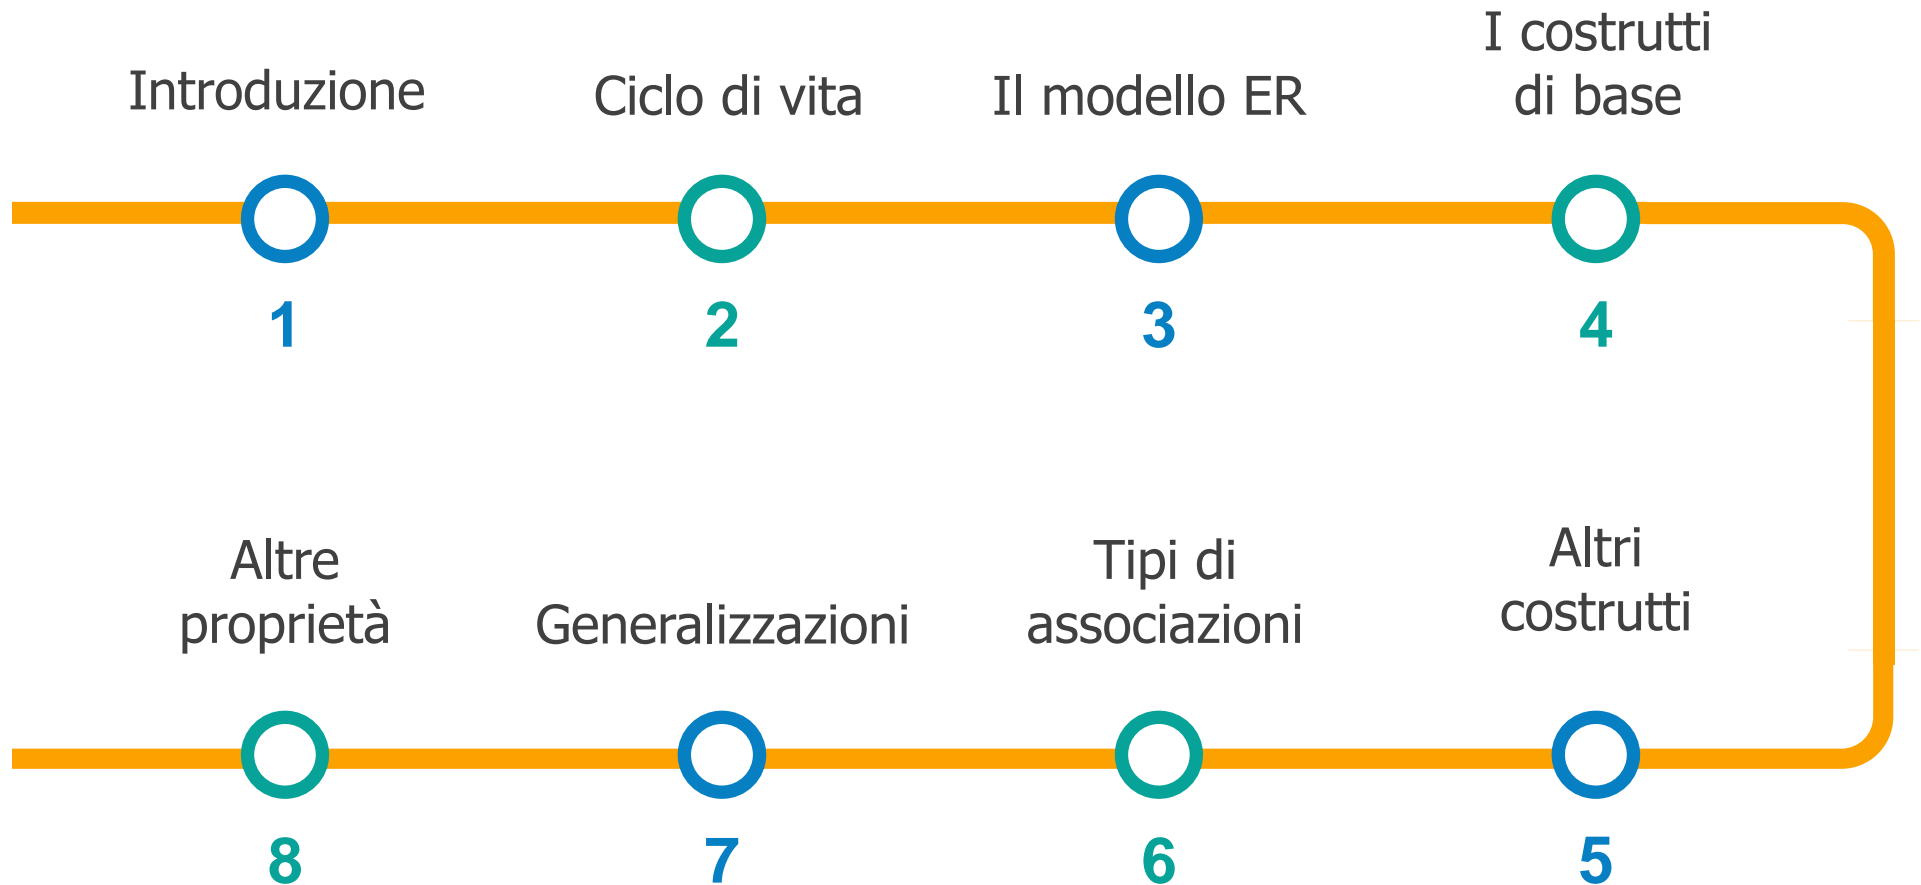 Introduzione
1
Ciclo di vita
2
Il modello ER
3
I costrutti
di base
4
Altri
costrutti
5
Tipi di
associazioni
6
Generalizzazioni
7
Altre
proprietà
8